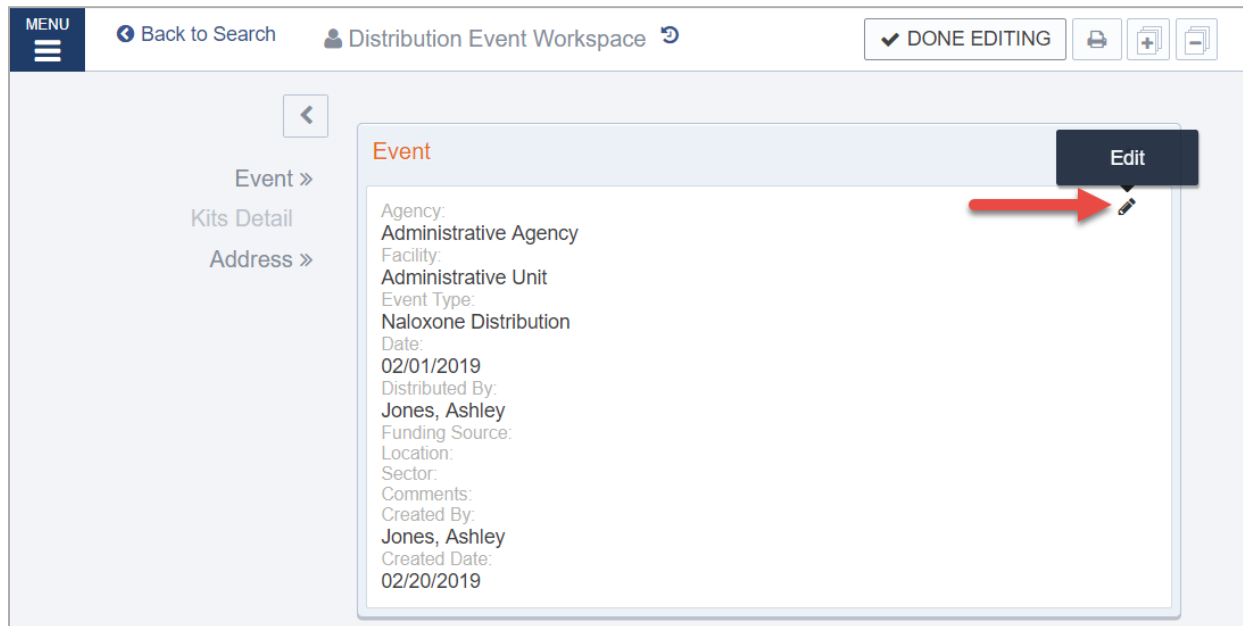 MENU
Back to Search
Distribution Event Workspace
DONE EDITING
Event
Edit
Event »
Kits Detail
Address »
Agency:
Administrative Agency
Facility:
Administrative Unit
Event Type:
Naloxone Distribution
Date:
02/01/2019
Distributed By:
Jones, Ashley
Funding Source:
Location:
Sector:
Comments:
Created By:
Jones, Ashley
Created Date:
02/20/2019